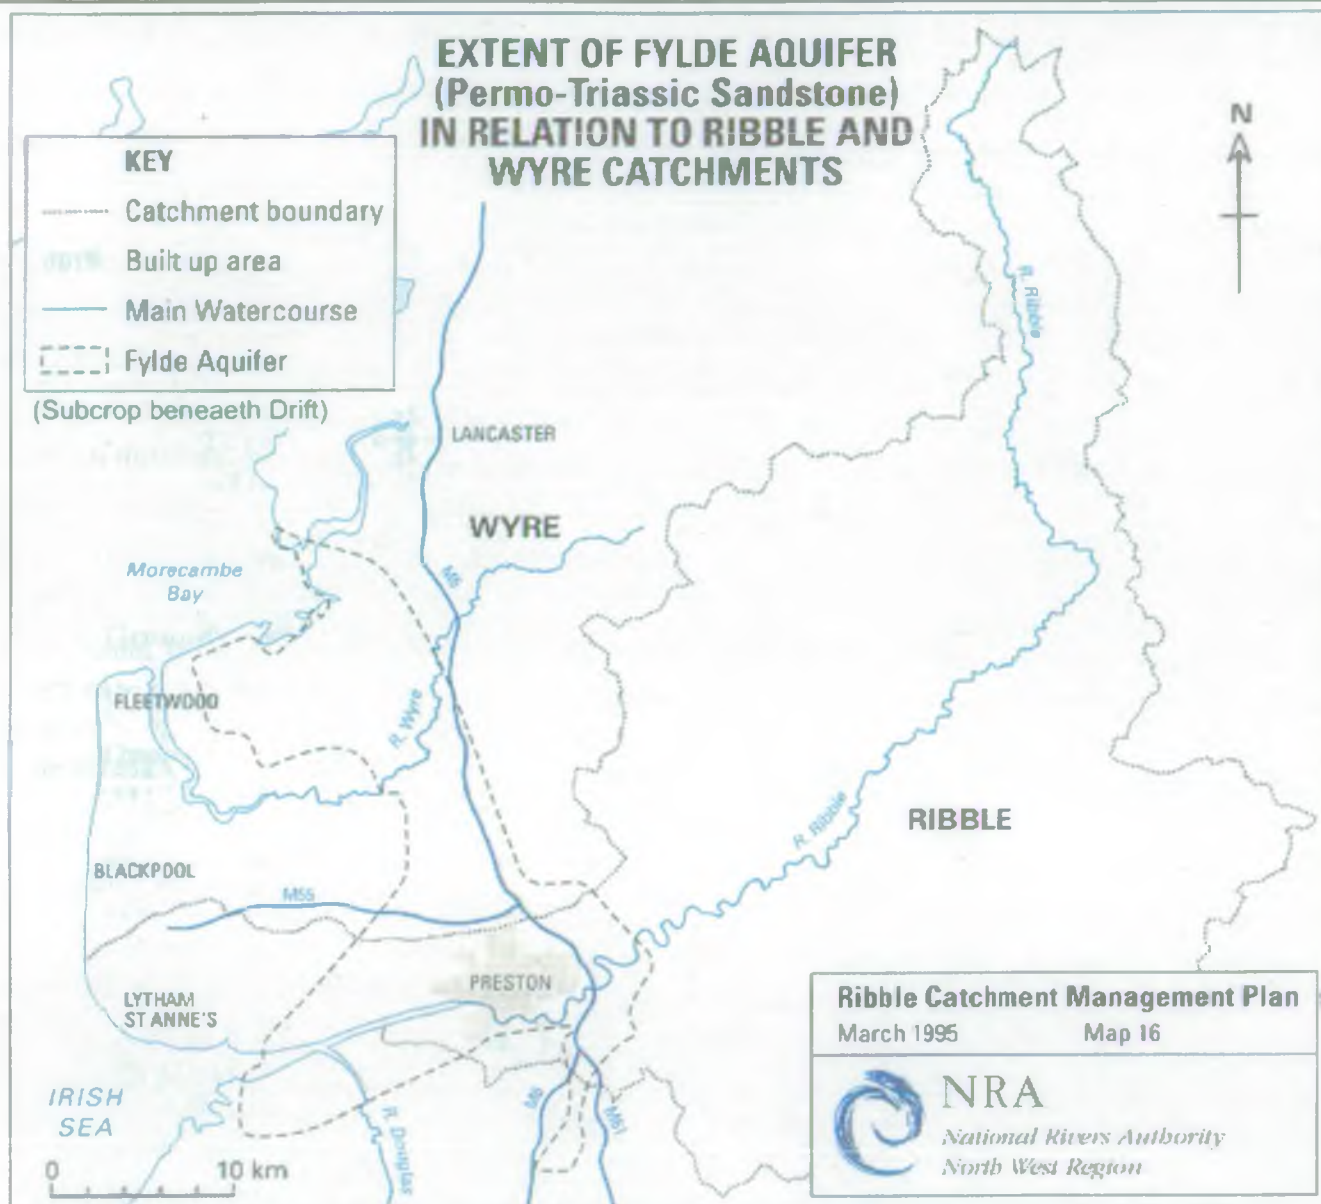 EXTENT OF FYLDE AQUIFER
(Permo-Triassic Sandstone)
IN RELATION TO RIBBLE AND
WYRE CATCHMENTS
N
KEY
Catchment boundary
Built up area
Main Watercourse
Fylde Aquifer
(Subcrop beneaeth Drift)
R. Ribble
LANCASTER
WYRE
M6
Morecambe
Bay
FLEETWOOD
R. Wyre
R. Ribble
RIBBLE
BLACKPOOL
M55
PRESTON
LYTHAM
ST ANNE'S
IRISH
SEA
R. Douglas
M6
M61
0 10 km
Ribble Catchment Management Plan
March 1995 Map 16
NRA
National Rivers Authority
North West Region